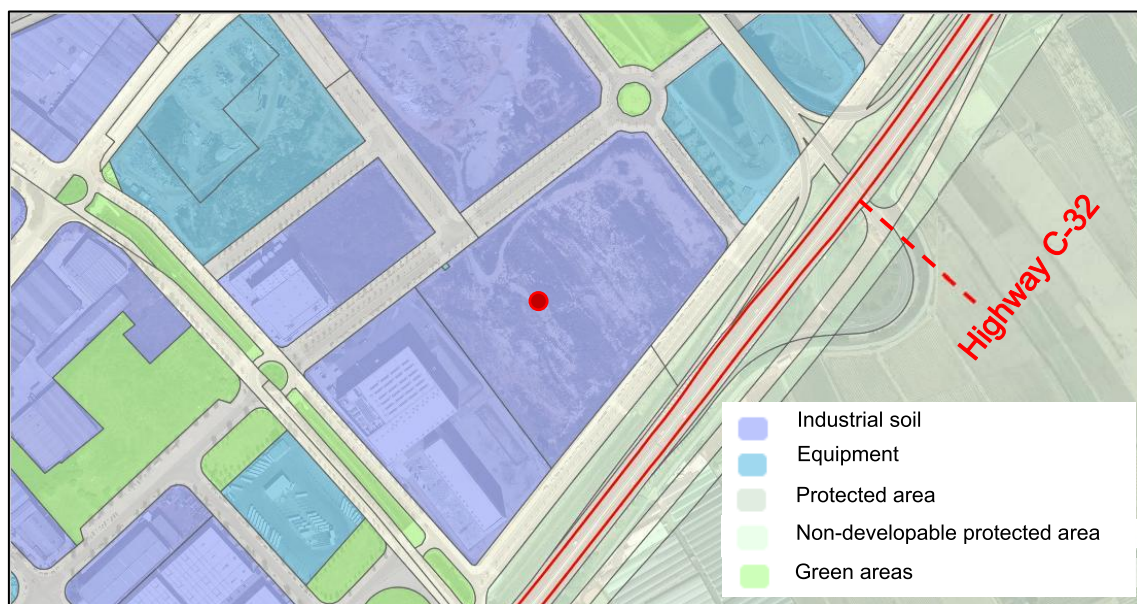 Highway C-32
Industrial soil
Equipment
Protected area
Non-developable protected area
Green areas